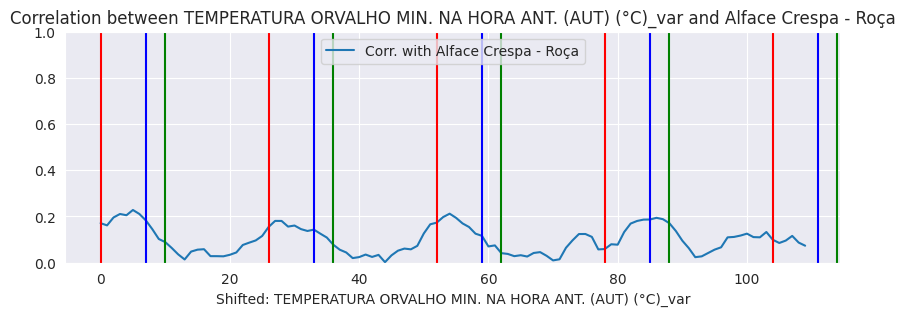 Correlation between TEMPERATURA ORVALHO MIN. NA HORA ANT. (AUT) (°C)_var and Alface Crespa - Roça
1.0
Corr. with Alface Crespa - Roça
0.8
0.6
0.4
0.2
0.0
0 20 40 60 80 100
Shifted: TEMPERATURA ORVALHO MIN. NA HORA ANT. (AUT) (°C)_var